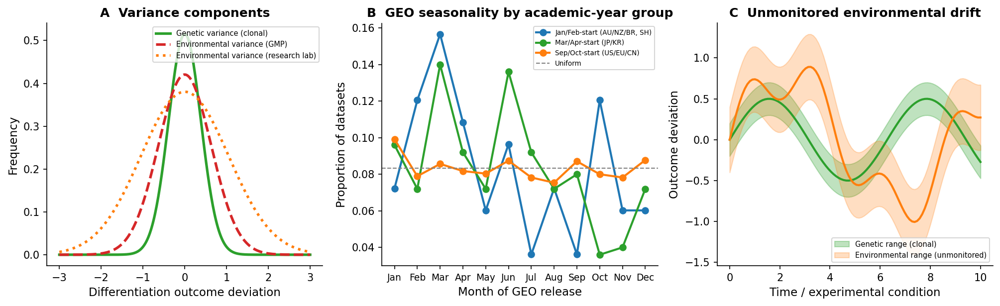 A  Variance components
Genetic variance (clonal)
Environmental variance (GMP)
Environmental variance (research lab)
Frequency
0.5
0.4
0.3
0.2
0.1
0.0
−3
−2
−1
0
1
2
3
Differentiation outcome deviation
B  GEO seasonality by academic-year group
Jan/Feb-start (AU/NZ/BR, SH)
Mar/Apr-start (JP/KR)
Sep/Oct-start (US/EU/CN)
Uniform
Proportion of datasets
0.16
0.14
0.12
0.10
0.08
0.06
0.04
Jan
Feb
Mar
Apr
May
Jun
Jul
Aug
Sep
Oct
Nov
Dec
Month of GEO release
C  Unmonitored environmental drift
Outcome deviation
1.0
0.5
0.0
−0.5
−1.0
−1.5
Genetic range (clonal)
Environmental range (unmonitored)
0
2
4
6
8
10
Time / experimental condition